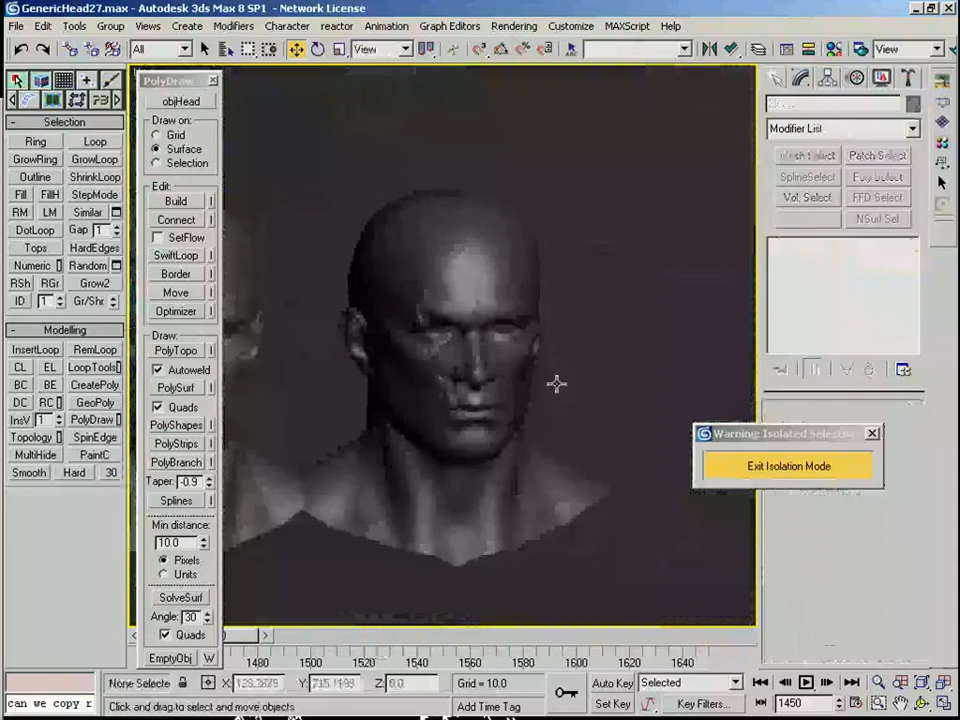 GenericHead27.max - Autodesk 3ds Max 8 SP1 - Network License
File Edit Tools Group Views Create Modifiers Character reactor Animation Graph Editors Rendering Customize MAXScript Help
All View View
PolyDraw
objHead
Draw on:
Grid
Surface
Selection
Edit:
Build
Connect
SetFlow
SwiftLoop
Border
Move
Optimizer
Draw:
PolyTopo
Autoweld
PolySurf
Quads
PolyShapes
PolyStrips
PolyBranch
Taper: -0.9
Splines
Min distance:
10.0
Pixels
Units
SolveSurf
Angle: 30
Quads
EmptyObj W
Selection
Ring Loop
GrowRing GrowLoop
Outline ShrinkLoop
Fill FillH StepMode
RM LM Similar
DotLoop Gap 1
Tops HardEdges
Numeric Random
RSh RGr Grow2
ID 1 Gr/Shr
Modelling
InsertLoop RemLoop
CL EL LoopTools
BC BE CreatePoly
DC RC GeoPoly
InsV 1 PolyDraw
Topology SpinEdge
MultiHide PaintC
Smooth Hard 30
Modifier List
Mesh Select Patch Select
SplineSelect Poly Select
Vol. Select FFD Select
NSurf Sel
Warning: Isolated Selection
Exit Isolation Mode
1480 1500 1520 1540 1560 1580 1600 1620 1640
None Selecte X: Y: Z: 0.0 Grid = 10.0 Auto Key Selected
can we copy r Click and drag to select and move objects Add Time Tag Set Key Key Filters... 1450